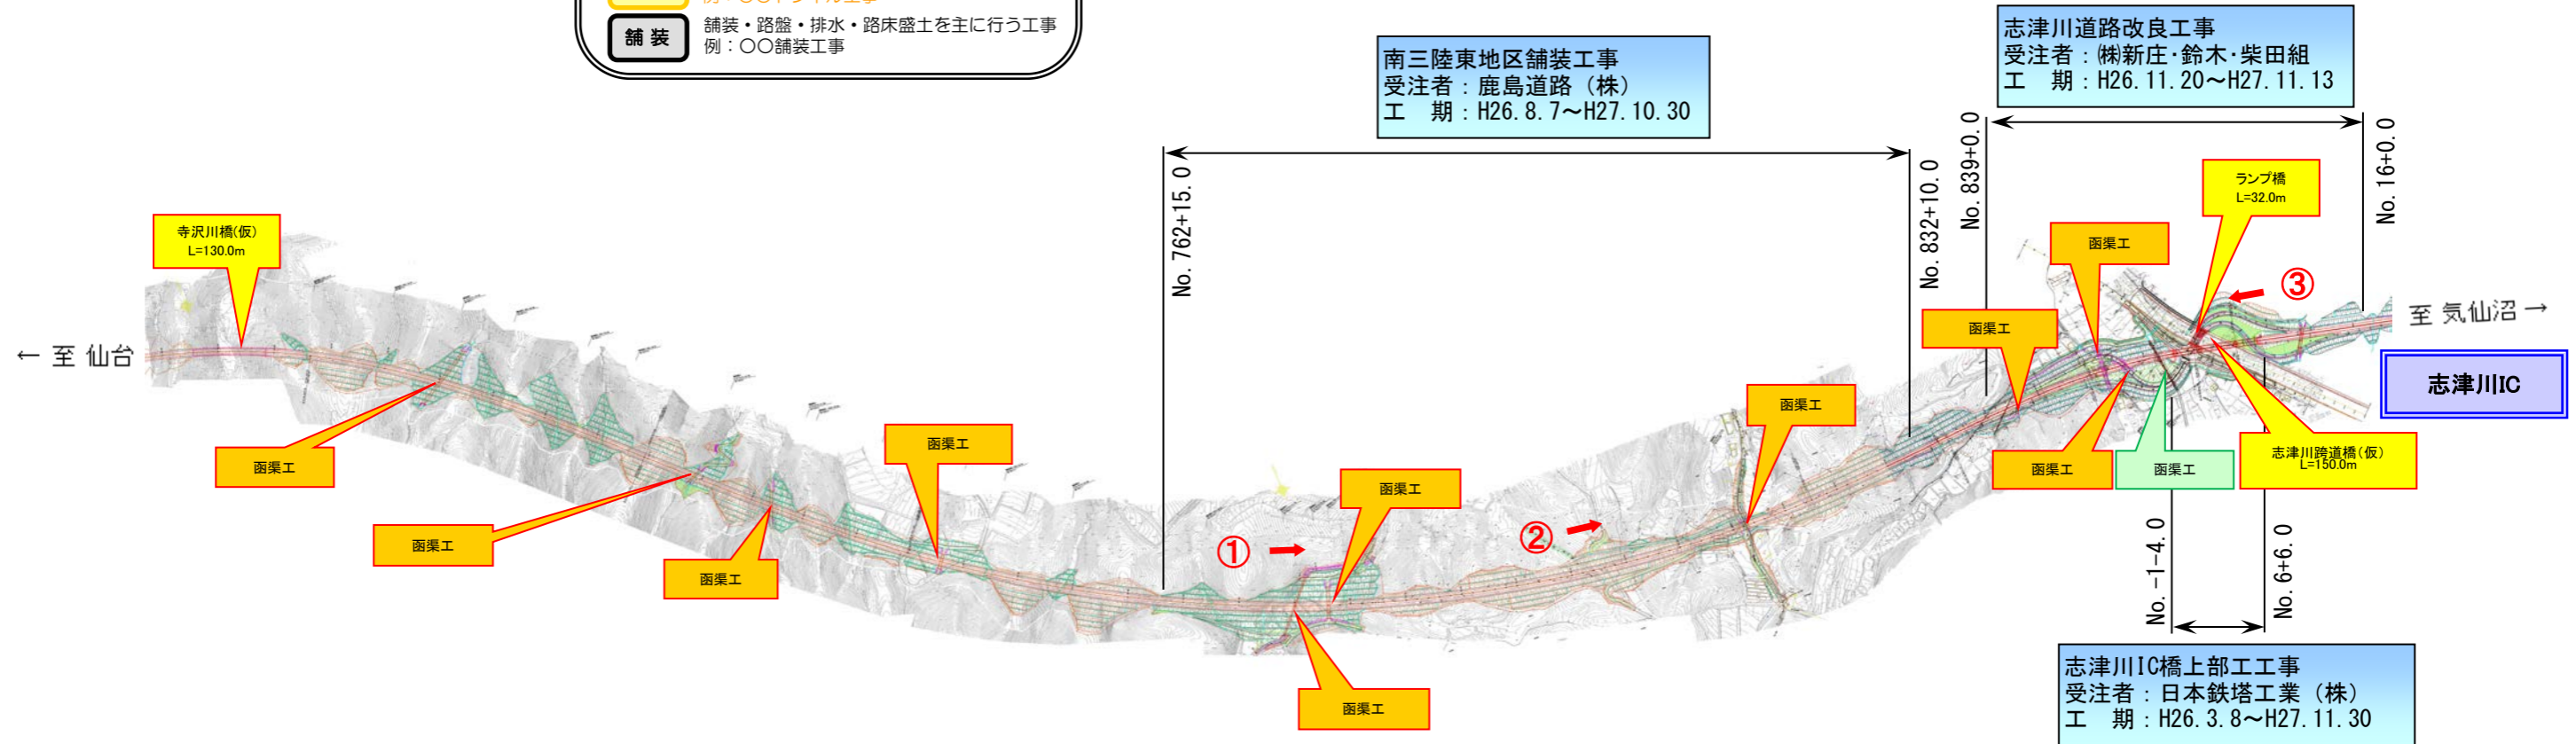 舗 装
舗装・路盤・排水・路床盛土を主に行う工事
例：〇〇舗装工事
南三陸東地区舗装工事
受注者：鹿島道路（株）
工　期：H26.8.7～H27.10.30
志津川道路改良工事
受注者：㈱新庄･鈴木･柴田組
工　期：H26.11.20～H27.11.13
No.762+15.0
No.832+10.0
No.839+0.0
No.16+0.0
ランプ橋
L=32.0m
寺沢川橋(仮)
L=130.0m
函渠工
函渠工
③
至 気仙沼 →
← 至 仙台
志津川IC
函渠工
函渠工
函渠工
函渠工
函渠工
函渠工
志津川跨道橋(仮)
L=150.0m
函渠工
函渠工
②
①
函渠工
函渠工
No.-1-4.0
No.6+6.0
志津川IC橋上部工工事
受注者：日本鉄塔工業（株）
工　期：H26.3.8～H27.11.30